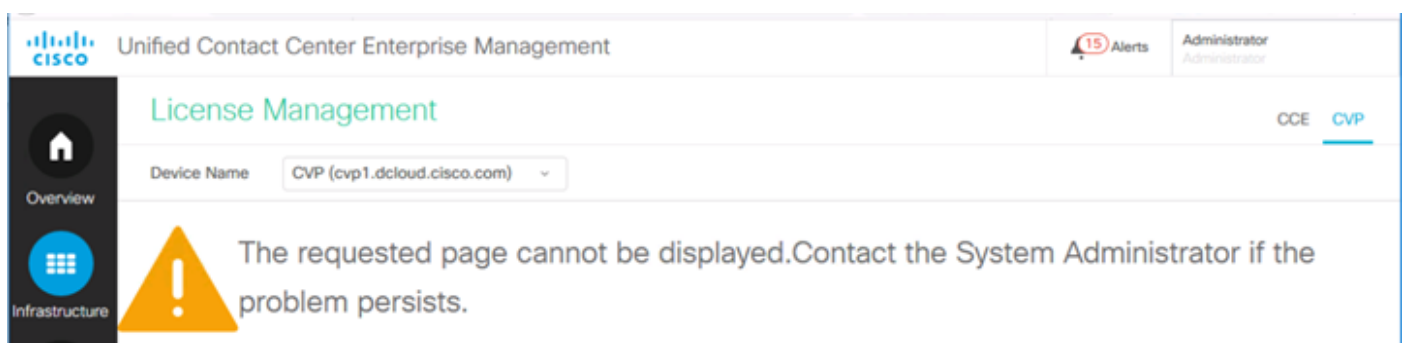 CISCO
Unified Contact Center Enterprise Management
15 Alerts
Administrator
Administrator
License Management
CCE CVP
Device Name CVP (cvp1.dcloud.cisco.com)
Overview
The requested page cannot be displayed.Contact the System Administrator if the
problem persists.
Infrastructure